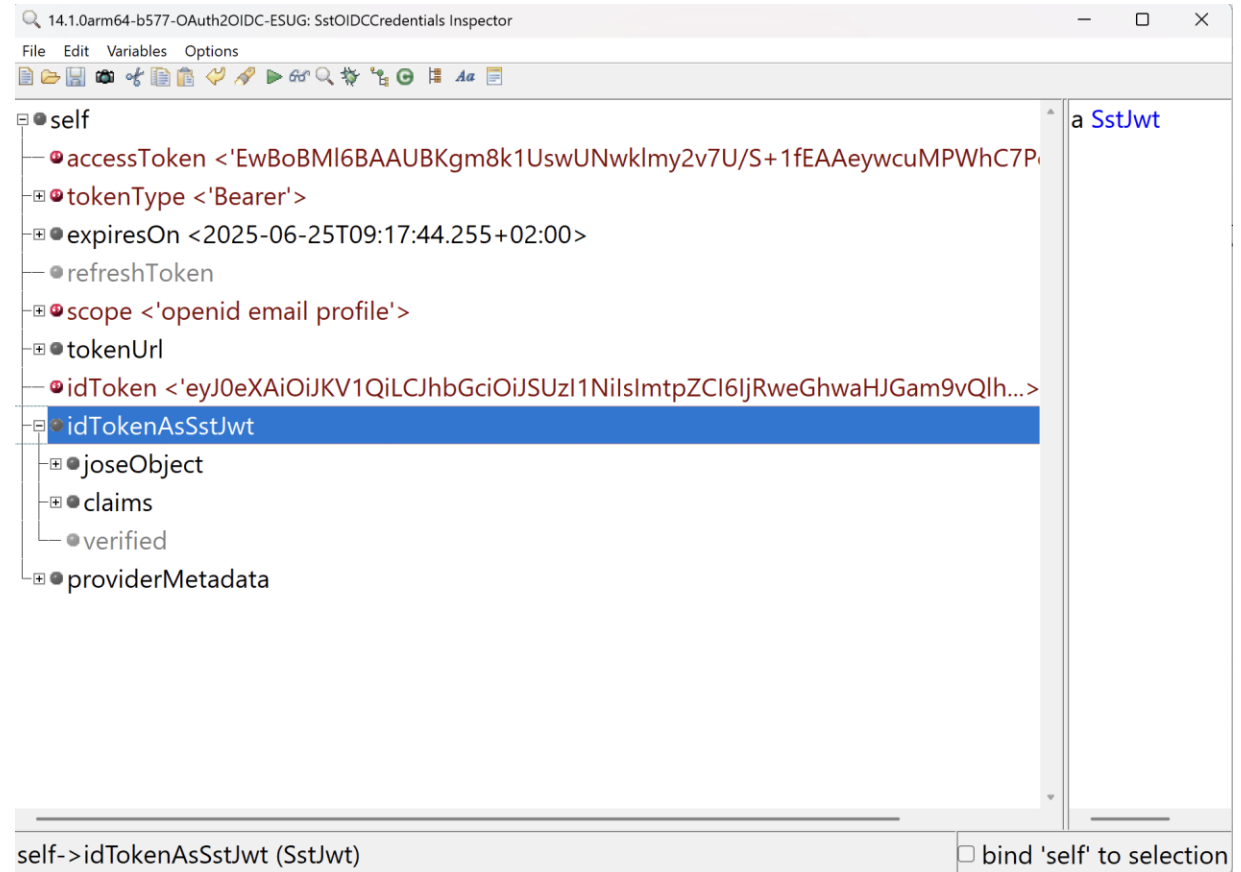 14.1.0arm64-b577-OAuth2OIDC-ESUG: SstOIDCCredentials Inspector
File Edit Variables Options
self
accessToken <'EwBoBMl6BAAUBKgm8k1UswUNwklmy2v7U/S+1fEAAeywcuMPWhC7P
tokenType <'Bearer'>
expiresOn <2025-06-25T09:17:44.255+02:00>
refreshToken
scope <'openid email profile'>
tokenUrl
idToken <'eyJ0eXAiOiJKV1QiLCJhbGciOiJSUzI1NiIsImtpZCI6IjRweGhwaHJGam9vQlh...>
idTokenAsSstJwt
joseObject
claims
verified
providerMetadata
a SstJwt
self->idTokenAsSstJwt (SstJwt)
bind 'self' to selection